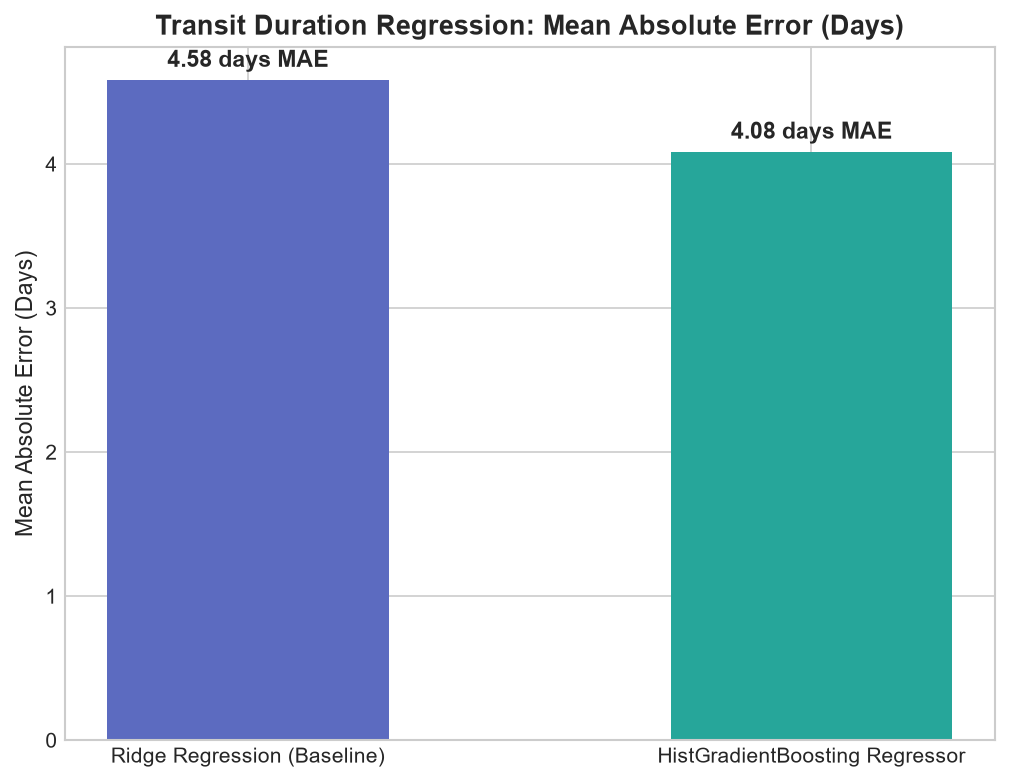 Transit Duration Regression: Mean Absolute Error (Days)
4.58 days MAE
4.08 days MAE
Mean Absolute Error (Days)
4
3
2
1
0
Ridge Regression (Baseline)
HistGradientBoosting Regressor